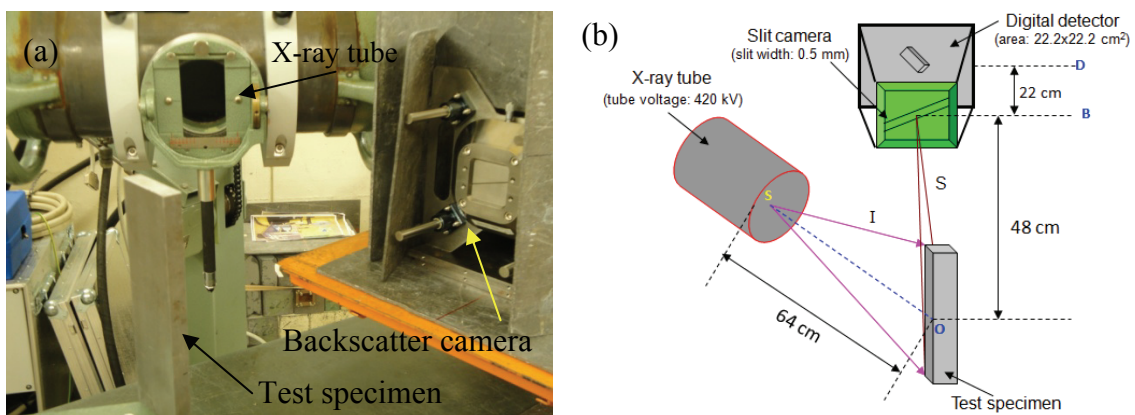 (a)
X-ray tube
Backscatter camera
Test specimen
(b)
Digital detector
(area: 22.2x22.2 cm²)
Slit camera
(slit width: 0.5 mm)
X-ray tube
(tube voltage: 420 kV)
D
22 cm
B
S
S
I
48 cm
64 cm
O
Test specimen